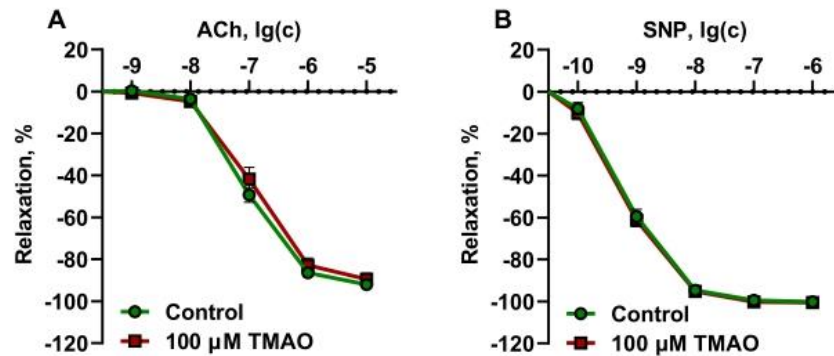 A
ACh, lg(c)
-9 -8 -7 -6 -5
20
0
-20
-40
-60
-80
-100
-120
Relaxation, %
Control
100 µM TMAO
B
SNP, lg(c)
-10 -9 -8 -7 -6
20
0
-20
-40
-60
-80
-100
-120
Relaxation, %
Control
100 µM TMAO